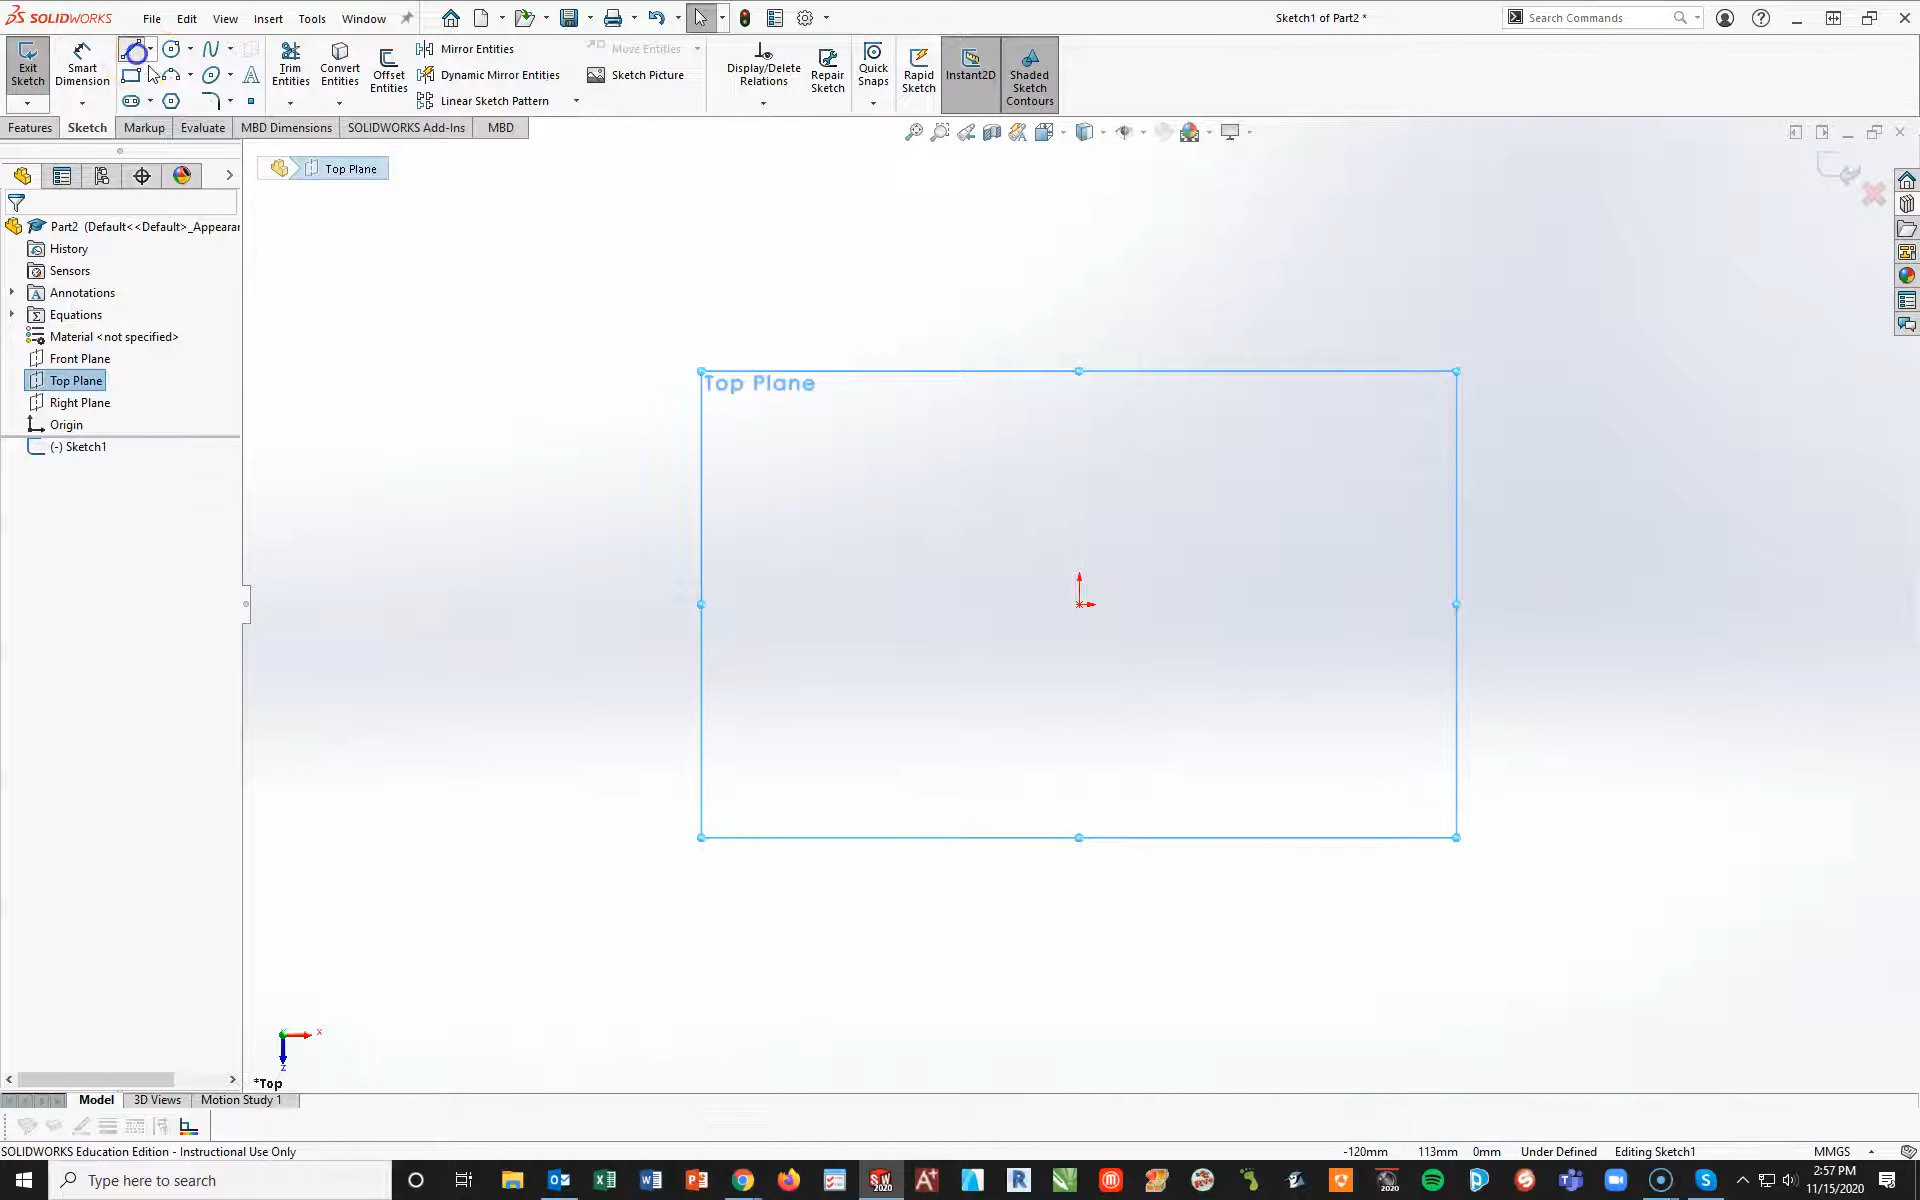 SOLIDWORKS File Edit View Insert Tools Window Sketch1 of Part2 * Search Commands
Exit Sketch
Smart Dimension
Trim Entities
Convert Entities
Offset Entities
Mirror Entities
Dynamic Mirror Entities
Linear Sketch Pattern
Move Entities
Sketch Picture
Display/Delete Relations
Repair Sketch
Quick Snaps
Rapid Sketch
Instant2D
Shaded Sketch Contours
Features Sketch Markup Evaluate MBD Dimensions SOLIDWORKS Add-Ins MBD
Top Plane
Part2 (Default<<Default>_Appearar
History
Sensors
Annotations
Equations
Material <not specified>
Front Plane
Top Plane
Right Plane
Origin
(-) Sketch1
Top Plane
x
z
*Top
Model 3D Views Motion Study 1
SOLIDWORKS Education Edition - Instructional Use Only -120mm 113mm 0mm Under Defined Editing Sketch1 MMGS
Type here to search
2:57 PM
11/15/2020